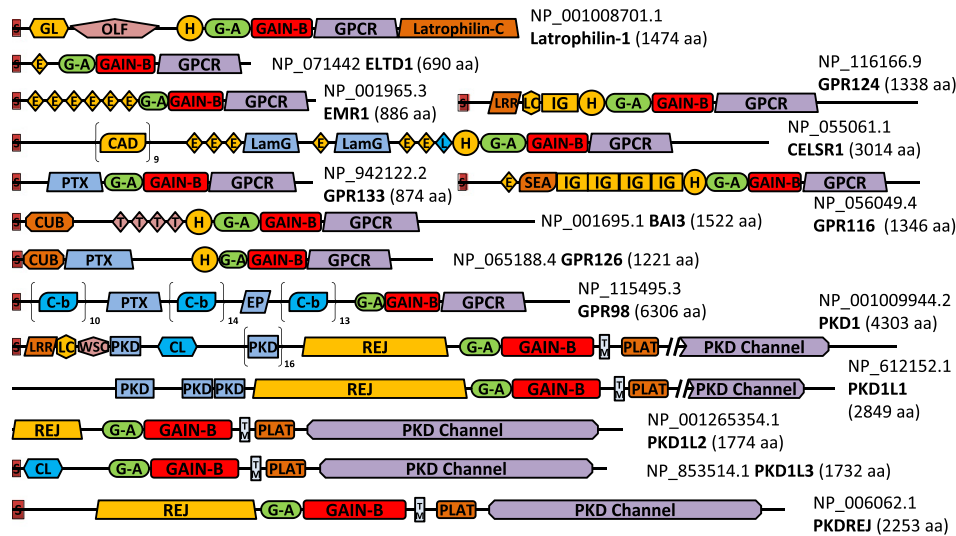 S GL OLF H G-A GAIN-B GPCR Latrophilin-C
NP_001008701.1
Latrophilin-1 (1474 aa)
S E G-A GAIN-B GPCR
NP_071442 ELTD1 (690 aa)
S E E E E E E G-A GAIN-B GPCR
NP_001965.3
EMR1 (886 aa)
S LRR LC IG H G-A GAIN-B GPCR
NP_116166.9
GPR124 (1338 aa)
S CAD 9 E E E LamG E LamG E E L H G-A GAIN-B GPCR
NP_055061.1
CELSR1 (3014 aa)
S PTX G-A GAIN-B GPCR
NP_942122.2
GPR133 (874 aa)
S E SEA IG IG IG IG H G-A GAIN-B GPCR
NP_056049.4
GPR116 (1346 aa)
S CUB T T T T H G-A GAIN-B GPCR
NP_001695.1 BAI3 (1522 aa)
S CUB PTX H G-A GAIN-B GPCR
NP_065188.4 GPR126 (1221 aa)
S C-b 10 PTX C-b 14 EP C-b 13 G-A GAIN-B GPCR
NP_115495.3
GPR98 (6306 aa)
NP_001009944.2
PKD1 (4303 aa)
S LRR LC WSC PKD CL PKD 16 REJ G-A GAIN-B TM PLAT PKD Channel
PKD PKD PKD REJ G-A GAIN-B TM PLAT PKD Channel
NP_612152.1
PKD1L1
(2849 aa)
REJ G-A GAIN-B TM PLAT PKD Channel
NP_001265354.1
PKD1L2 (1774 aa)
S CL G-A GAIN-B TM PLAT PKD Channel
NP_853514.1 PKD1L3 (1732 aa)
S REJ G-A GAIN-B TM PLAT PKD Channel
NP_006062.1
PKDREJ (2253 aa)